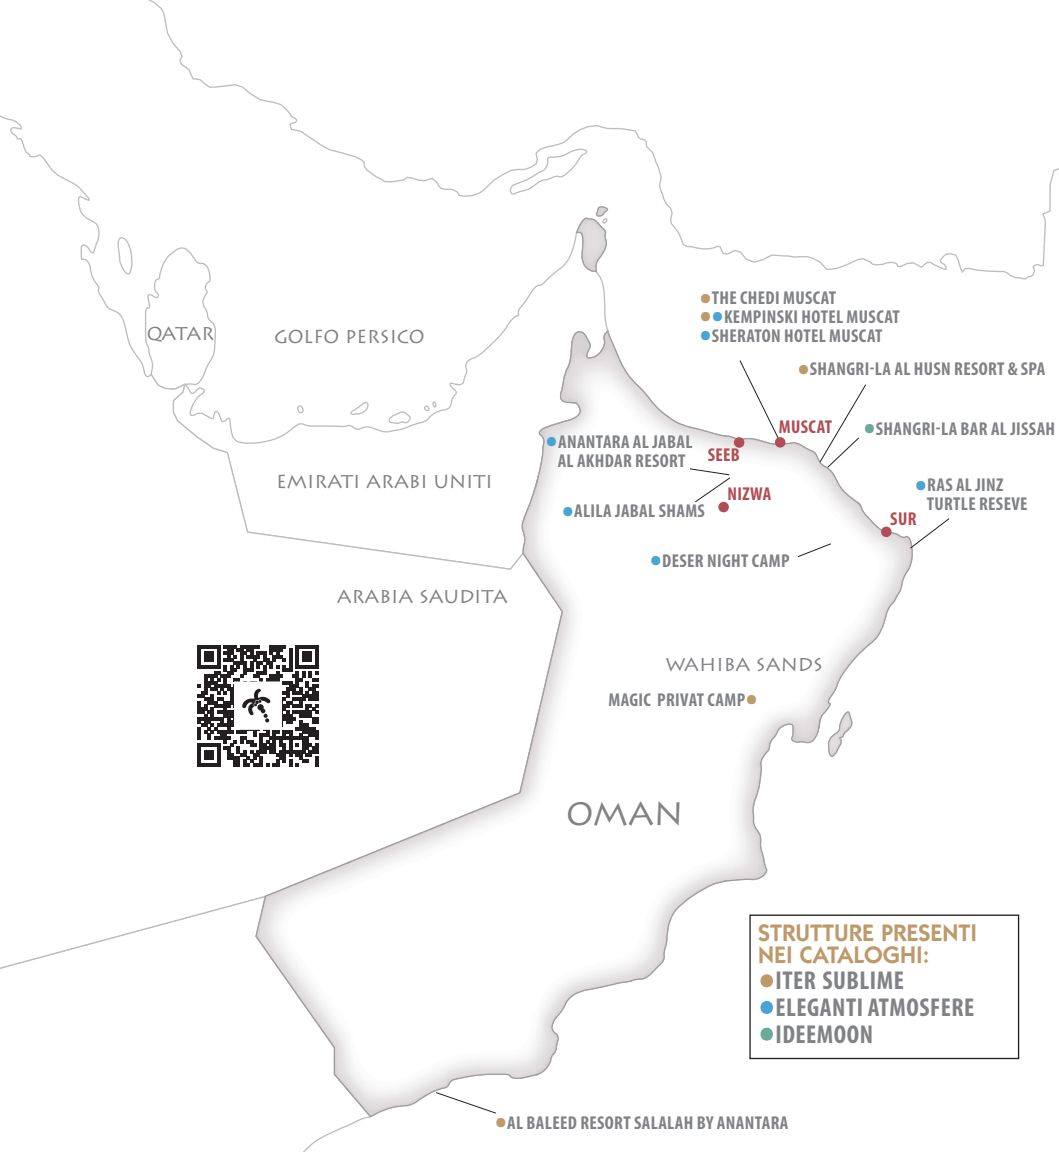 THE CHEDI MUSCAT
KEMPINSKI HOTEL MUSCAT
SHERATON HOTEL MUSCAT
QATAR
GOLFO PERSICO
SHANGRI-LA AL HUSN RESORT & SPA
MUSCAT
SHANGRI-LA BAR AL JISSAH
ANANTARA AL JABAL
AL AKHDAR RESORT
SEEB
EMIRATI ARABI UNITI
NIZWA
RAS AL JINZ
TURTLE RESEVE
ALILA JABAL SHAMS
SUR
DESER NIGHT CAMP
ARABIA SAUDITA
WAHIBA SANDS
MAGIC PRIVAT CAMP
OMAN
STRUTTURE PRESENTI
NEI CATALOGHI:
ITER SUBLIME
ELEGANTI ATMOSFERE
IDEEMOON
AL BALEED RESORT SALALAH BY ANANTARA